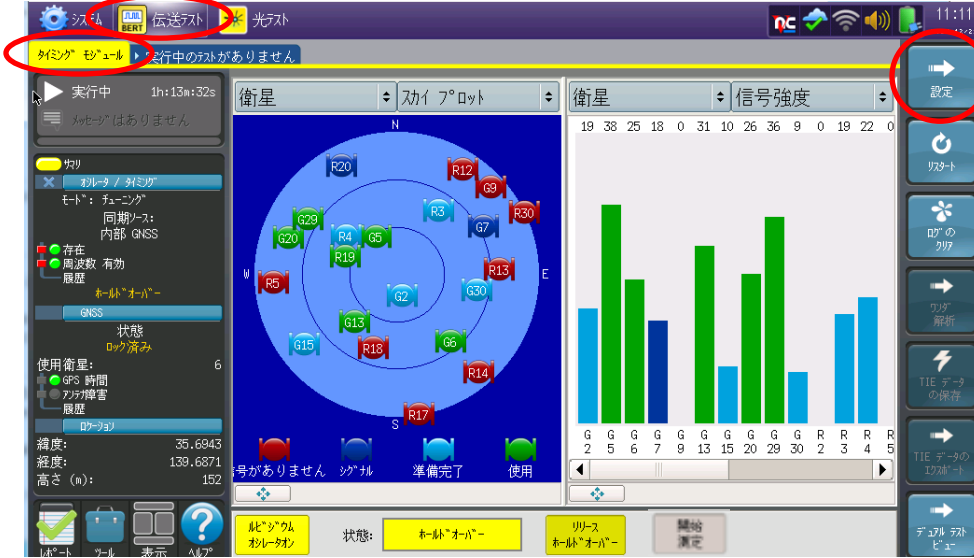 システム
BERT
伝送テスト
光テスト
11:11
タイミング モジュール
実行中のテストがありません
実行中 1h:13m:32s
メッセージはありません
サマリ
オシレータ / タイミング
モード: チューニング
同期ソース:
内部 GNSS
存在
周波数 有効
履歴
ホールドオーバー
GNSS
状態
ロック済み
使用衛星: 6
GPS 時間
アンテナ障害
履歴
ロケーション
緯度: 35.6943
経度: 139.6871
高さ (m): 152
レポート
ツール
表示
ヘルプ
衛星
スカイ プロット
N
R20
R12
G9
R30
R3
G7
G29
G20
R4
G5
R19
W
R5
R13
E
G30
G2
G13
G15
R18
G6
R14
R17
S
号がありません
シグナル
準備完了
使用
衛星
信号強度
19 38 25 18 0 31 10 26 36 9 0 19 22 0
G G G G G G G G G G R R R R
2 5 6 7 9 13 15 20 29 30 2 3 4 5
ルビジウム
オシレータオン
状態:
ホールドオーバー
リリース
ホールドオーバー
開始
測定
設定
リスタート
ログ の
クリア
ワンダ
解析
TIE データ
の保存
TIE データの
エクスポート
デュアル テスト
ビュー